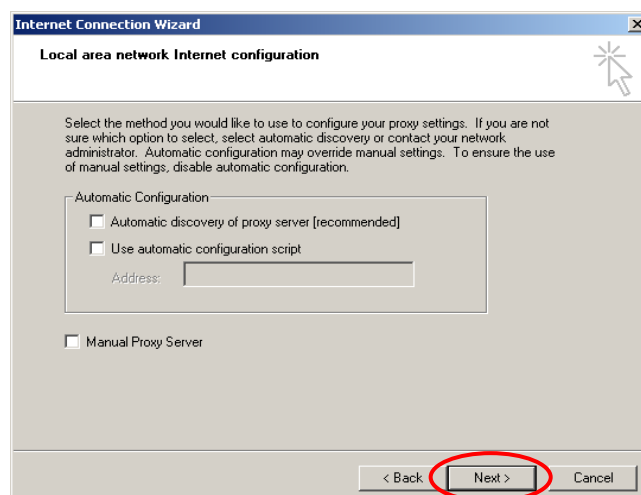 Internet Connection Wizard
Local area network Internet configuration
Select the method you would like to use to configure your proxy settings. If you are not
sure which option to select, select automatic discovery or contact your network
administrator. Automatic configuration may override manual settings. To ensure the use
of manual settings, disable automatic configuration.
Automatic Configuration
Automatic discovery of proxy server [recommended]
Use automatic configuration script
Address:
Manual Proxy Server
< Back Next > Cancel